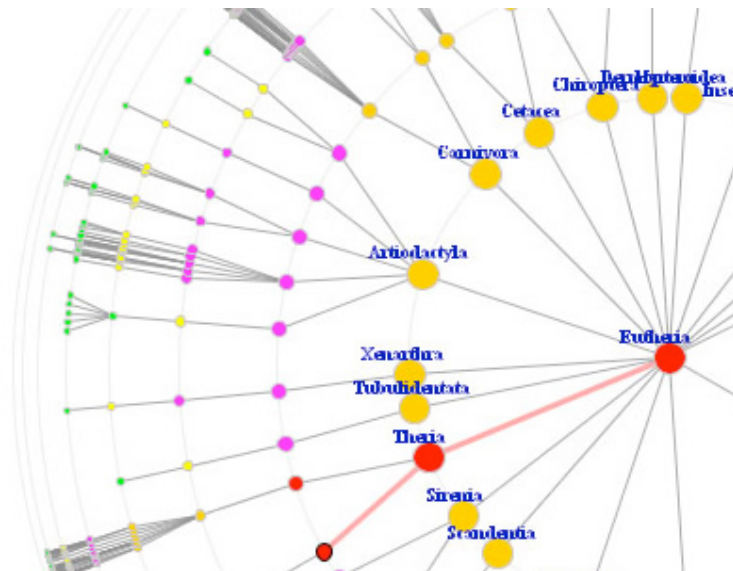 Chiroptera
Cetacea
Carnivora
Artiodactyla
Eutheria
Xenarthra
Tubulidentata
Theria
Sirenia
Scandentia